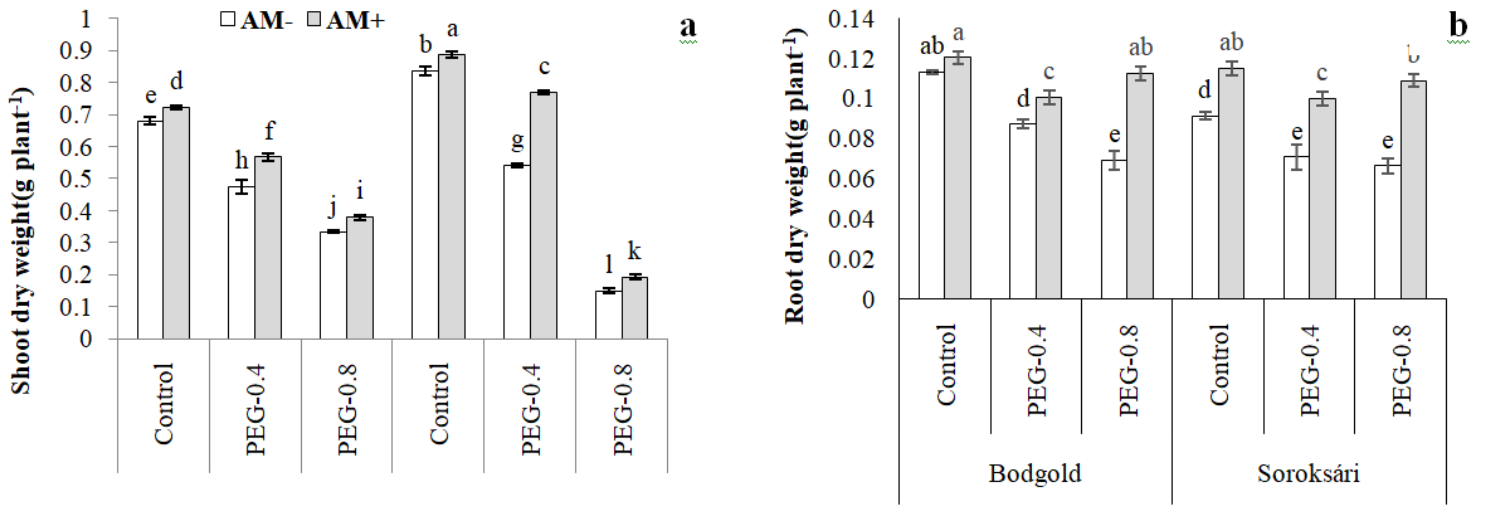 AM- AM+
a
Shoot dry weight(g plant⁻¹)
1
0.9
0.8
0.7
0.6
0.5
0.4
0.3
0.2
0.1
0
e d h f j i b a g c l k
Control PEG-0.4 PEG-0.8 Control PEG-0.4 PEG-0.8
b
Root dry weight(g plant⁻¹)
0.14
0.12
0.1
0.08
0.06
0.04
0.02
0
ab a d c e ab d ab e c e b
Control PEG-0.4 PEG-0.8 Control PEG-0.4 PEG-0.8
Bodgold Soroksári